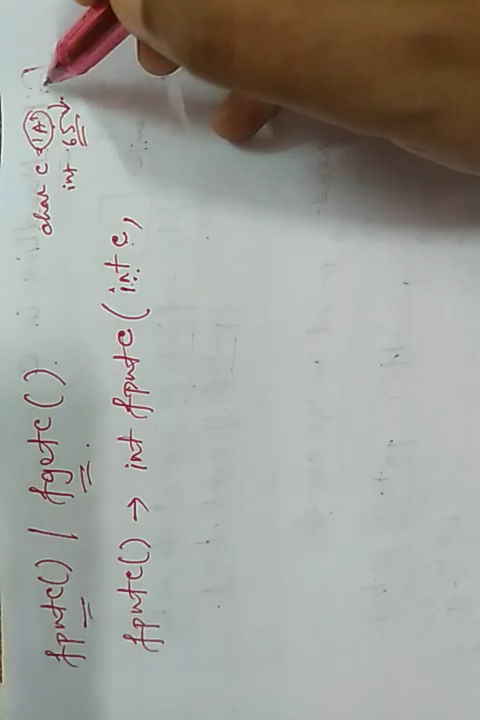 fputc() / fgetc().
char c = 'A'
int 65
fputc() → int fputc( int c,